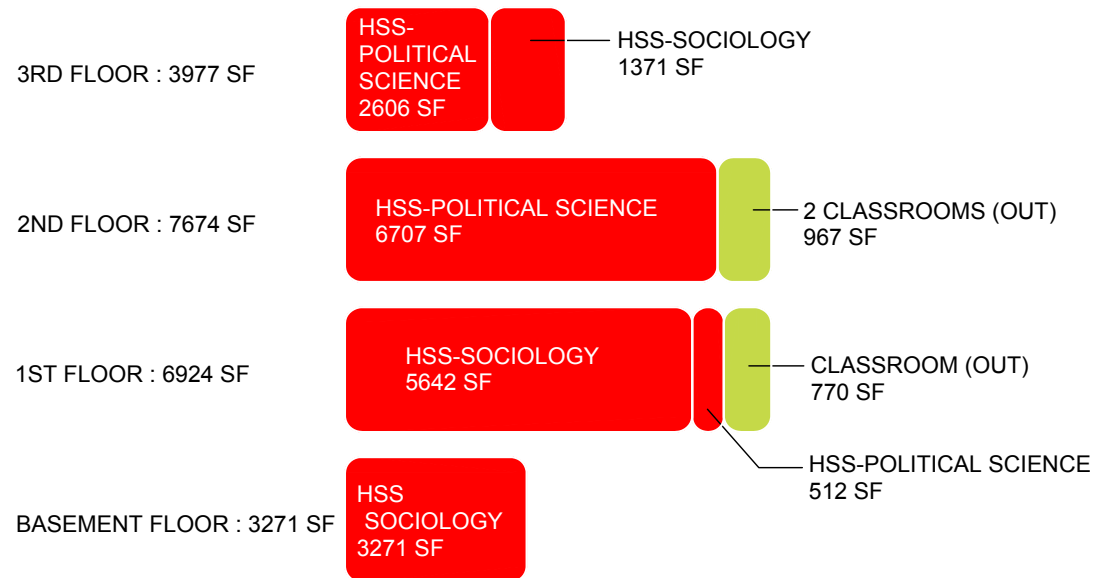 3RD FLOOR : 3977 SF
HSS-
POLITICAL
SCIENCE
2606 SF
HSS-SOCIOLOGY
1371 SF
2ND FLOOR : 7674 SF
HSS-POLITICAL SCIENCE
6707 SF
2 CLASSROOMS (OUT)
967 SF
1ST FLOOR : 6924 SF
HSS-SOCIOLOGY
5642 SF
CLASSROOM (OUT)
770 SF
HSS-POLITICAL SCIENCE
512 SF
BASEMENT FLOOR : 3271 SF
HSS
SOCIOLOGY
3271 SF